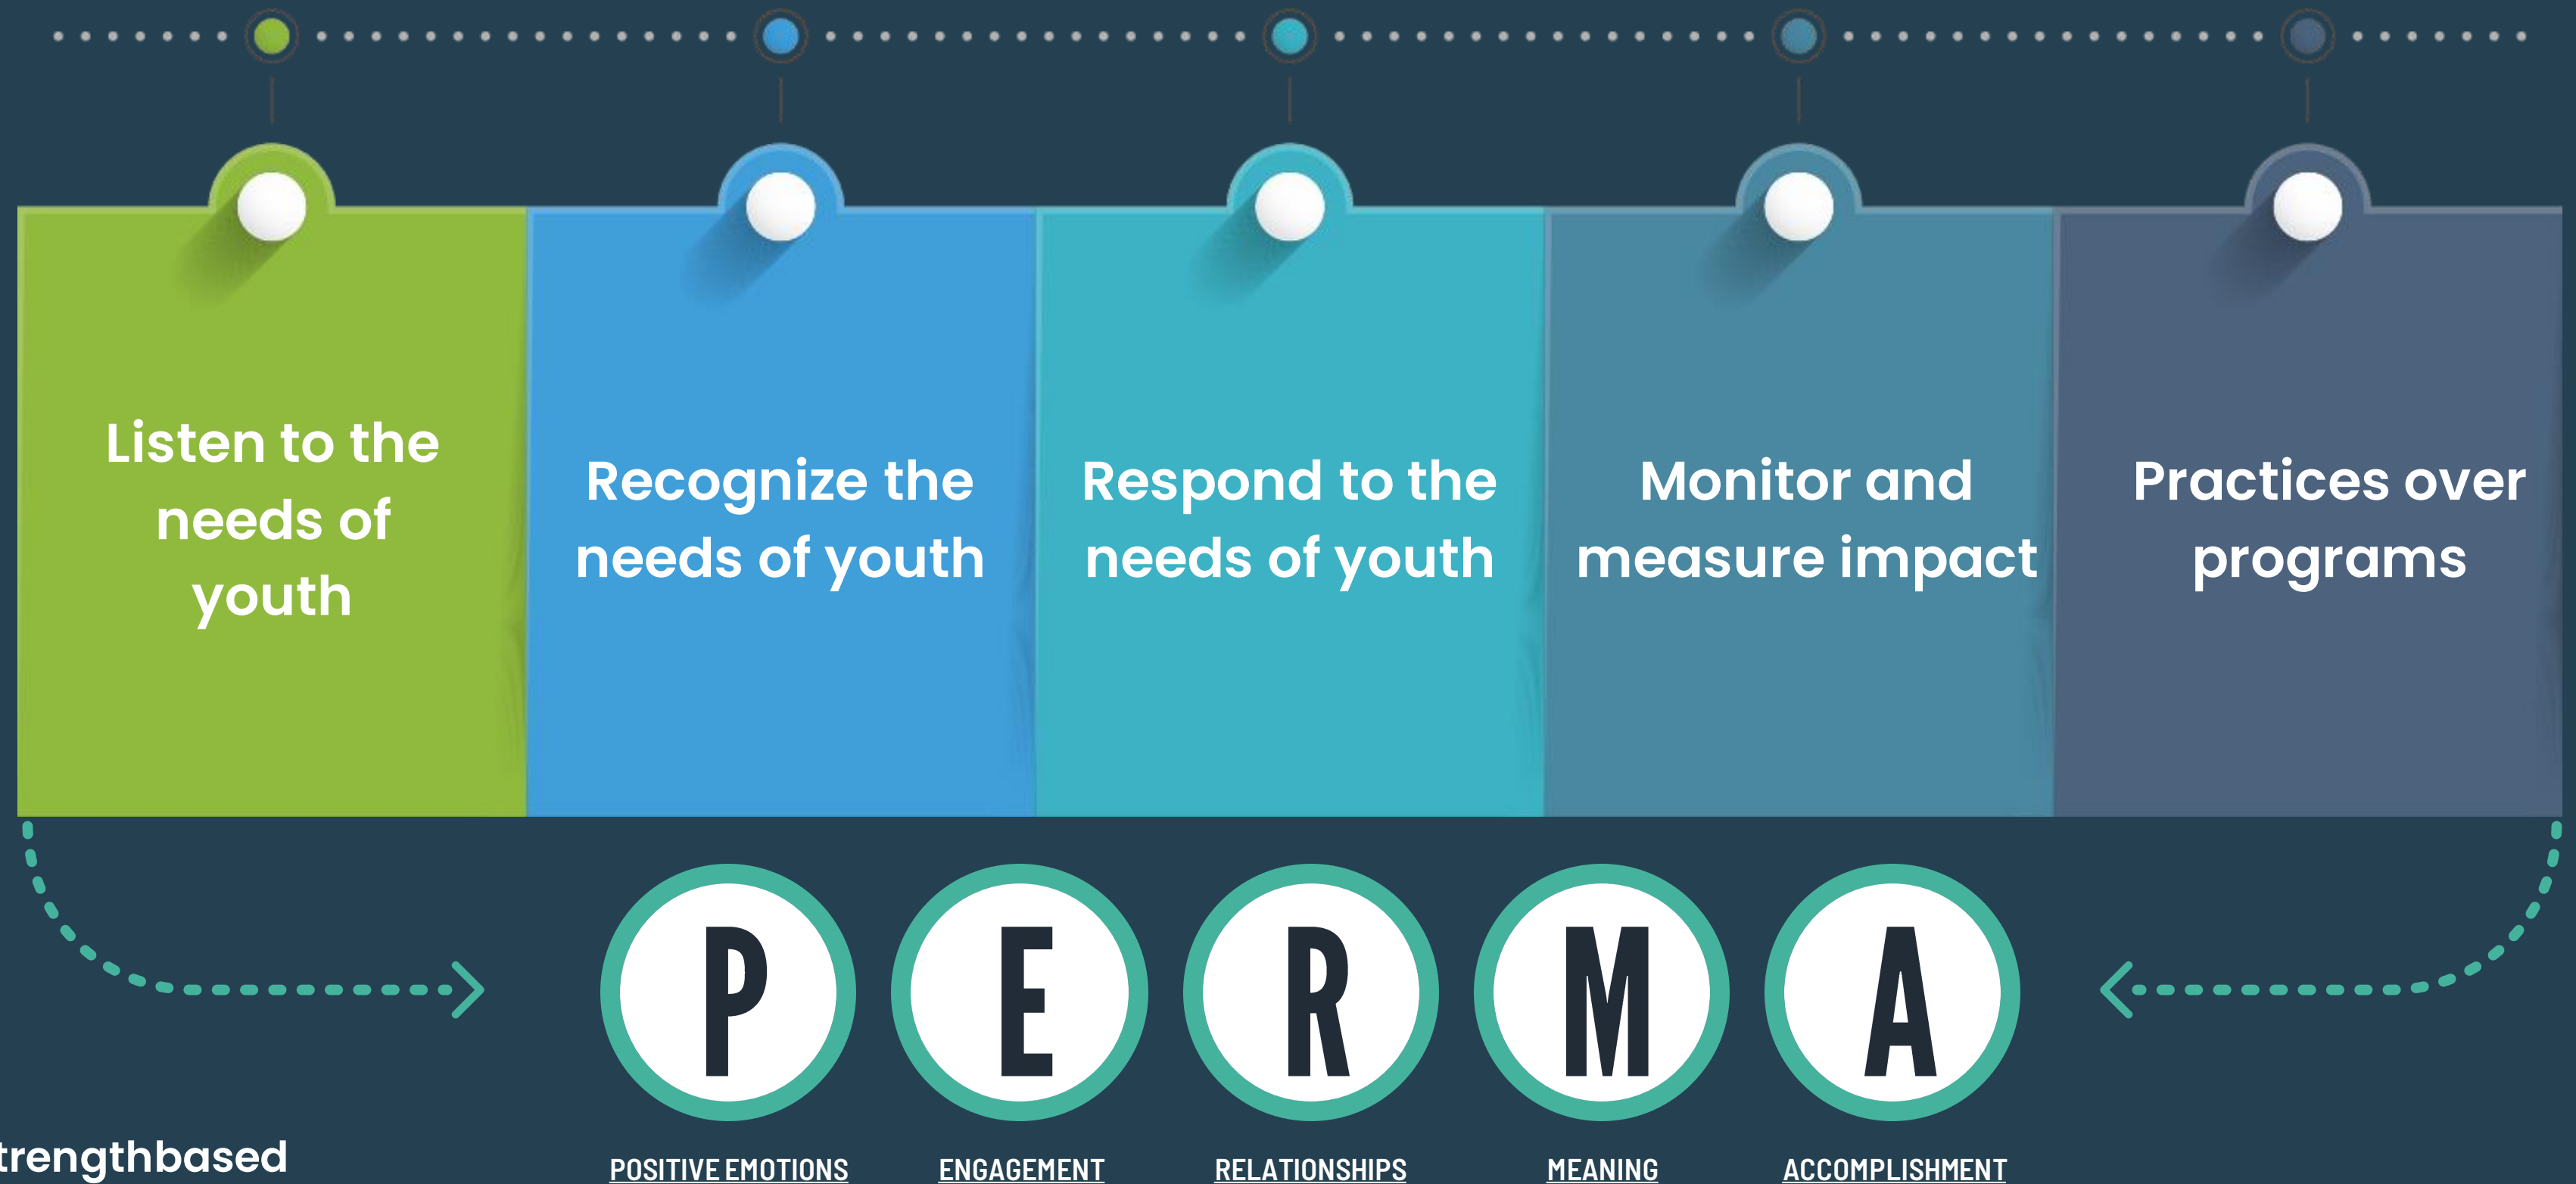 Listen to the
needs of
youth
Recognize the
needs of youth
Respond to the
needs of youth
Monitor and
measure impact
Practices over
programs
P E R M A
trengthbased
POSITIVE EMOTIONS
ENGAGEMENT
RELATIONSHIPS
MEANING
ACCOMPLISHMENT